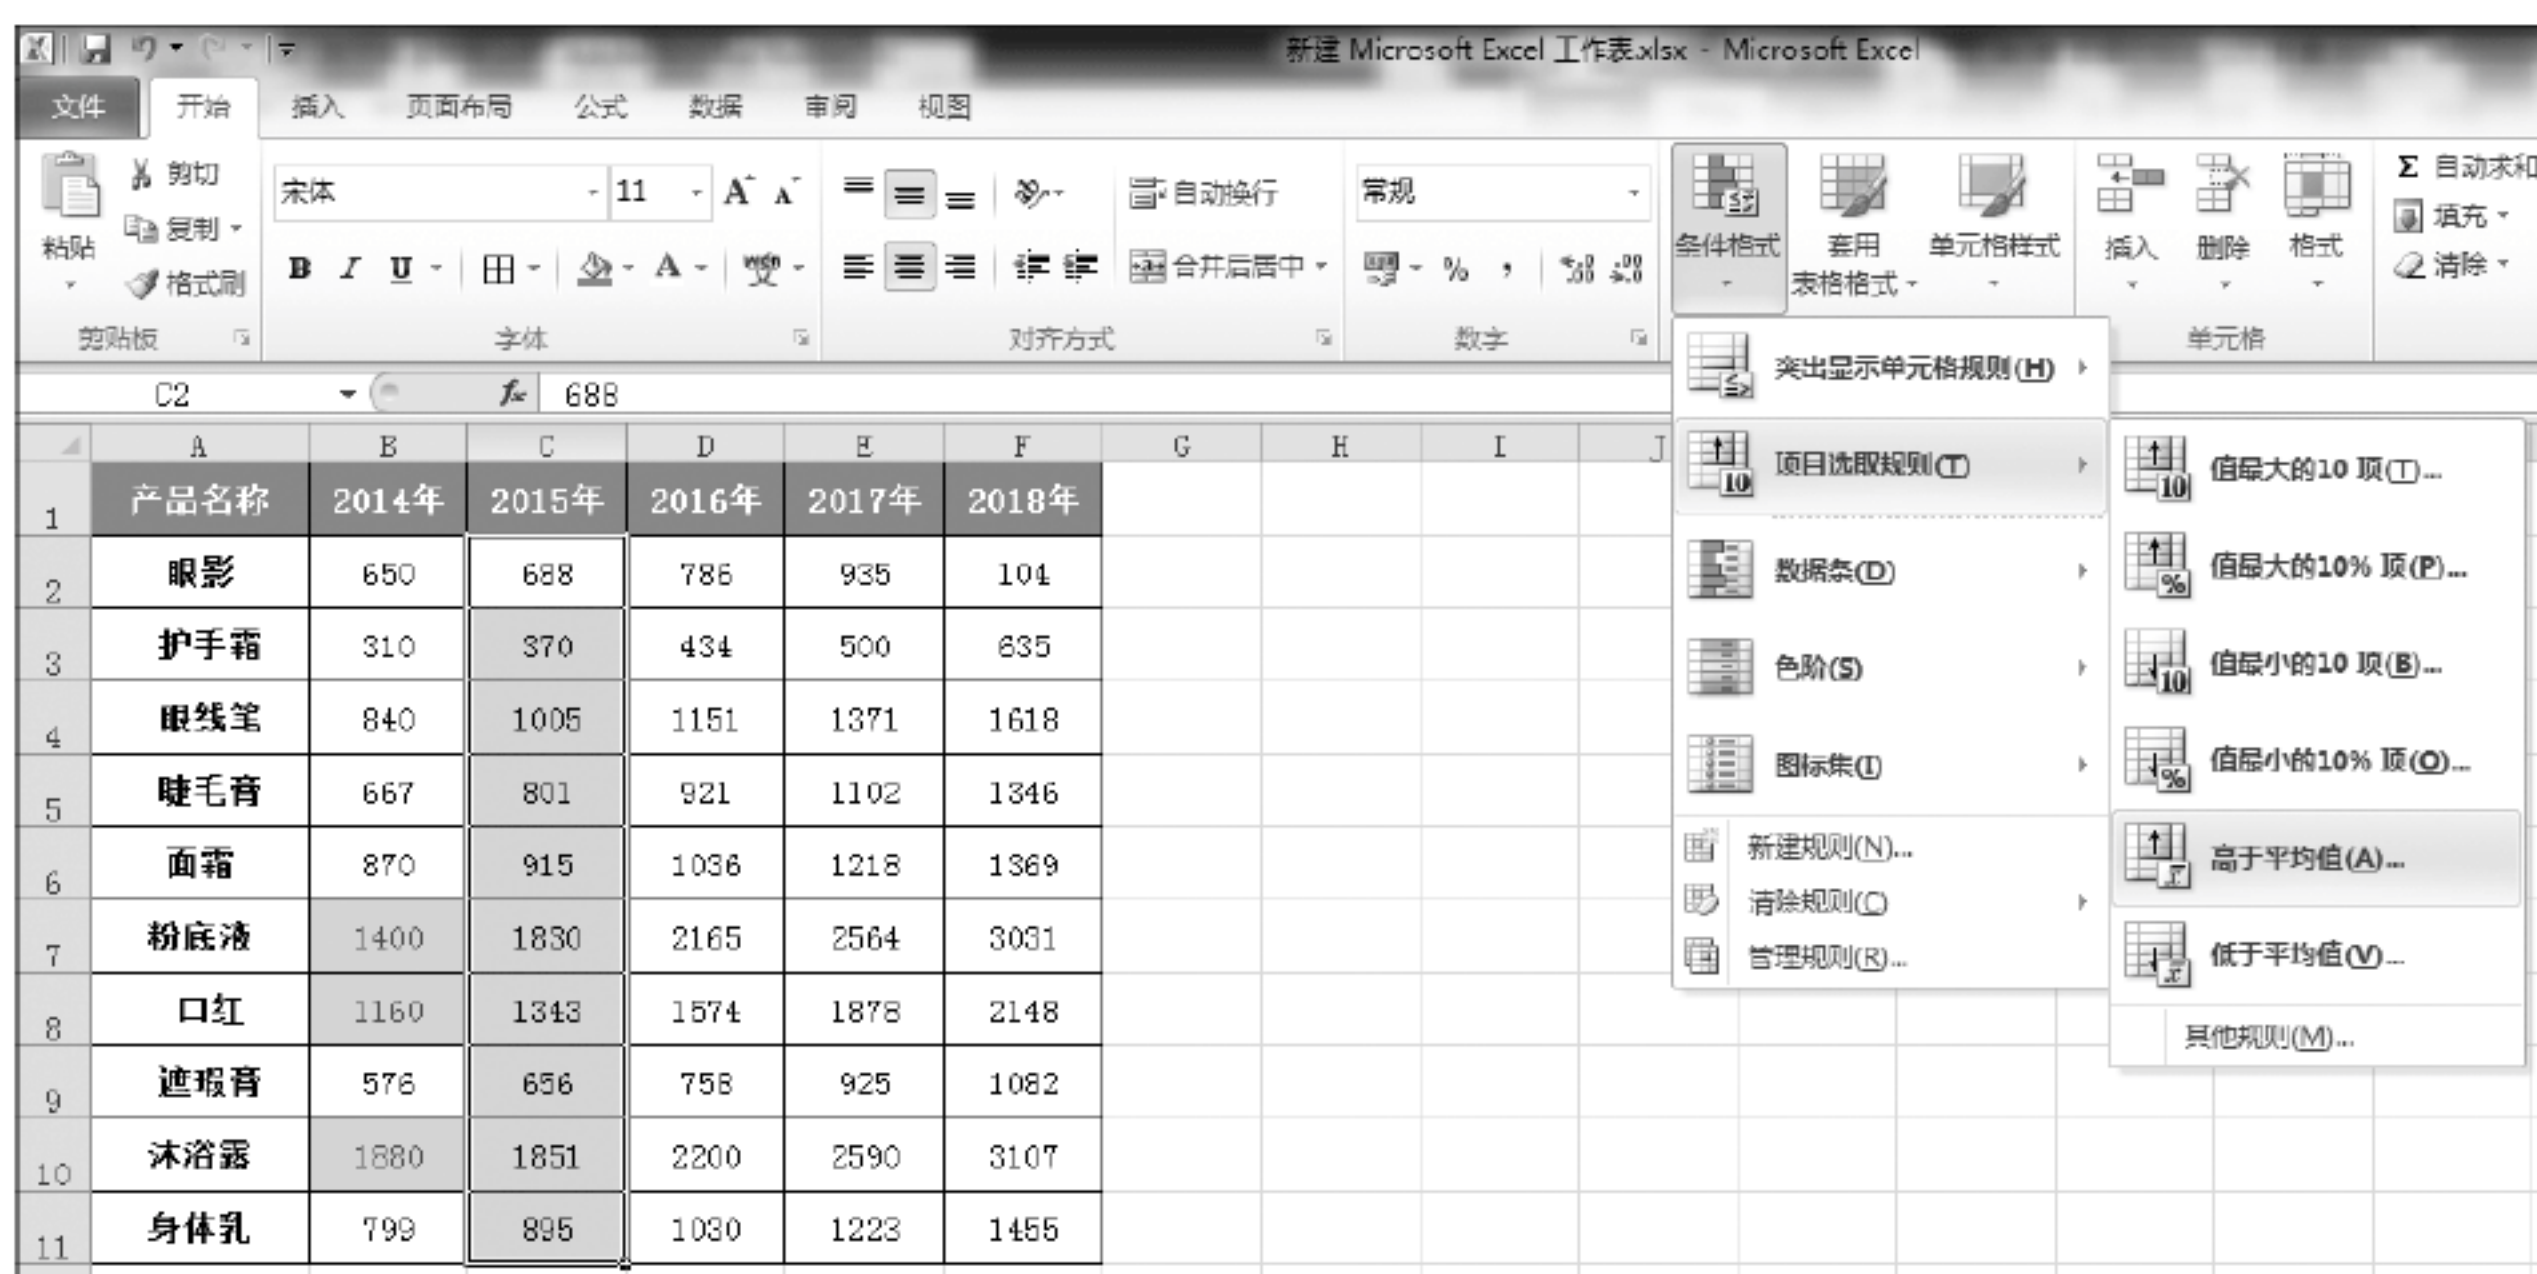 新建 Microsoft Excel 工作表.xlsx - Microsoft Excel
文件 开始 插入 页面布局 公式 数据 审阅 视图
剪切
复制
格式刷
粘贴
剪贴板
宋体 11
B I U A wén 文
字体
自动换行
合并后居中
对齐方式
常规
% ,
数字
条件格式
套用
表格格式
单元格样式
插入 删除 格式
单元格
Σ 自动求和
填充
清除
C2 fx 688
A B C D E F G H I J
1 产品名称 2014年 2015年 2016年 2017年 2018年
2 眼影 650 688 786 935 104
3 护手霜 310 370 434 500 635
4 眼线笔 840 1005 1151 1371 1618
5 睫毛膏 667 801 921 1102 1346
6 面霜 870 915 1036 1218 1369
7 粉底液 1400 1830 2165 2564 3031
8 口红 1160 1343 1574 1878 2148
9 遮瑕膏 576 656 758 925 1082
10 沐浴露 1880 1851 2200 2590 3107
11 身体乳 799 895 1030 1223 1455
突出显示单元格规则(H)
项目选取规则(T)
数据条(D)
色阶(S)
图标集(I)
新建规则(N)...
清除规则(C)
管理规则(R)...
值最大的10 项(T)...
值最大的10% 项(P)...
值最小的10 项(B)...
值最小的10% 项(O)...
高于平均值(A)...
低于平均值(V)...
其他规则(M)...